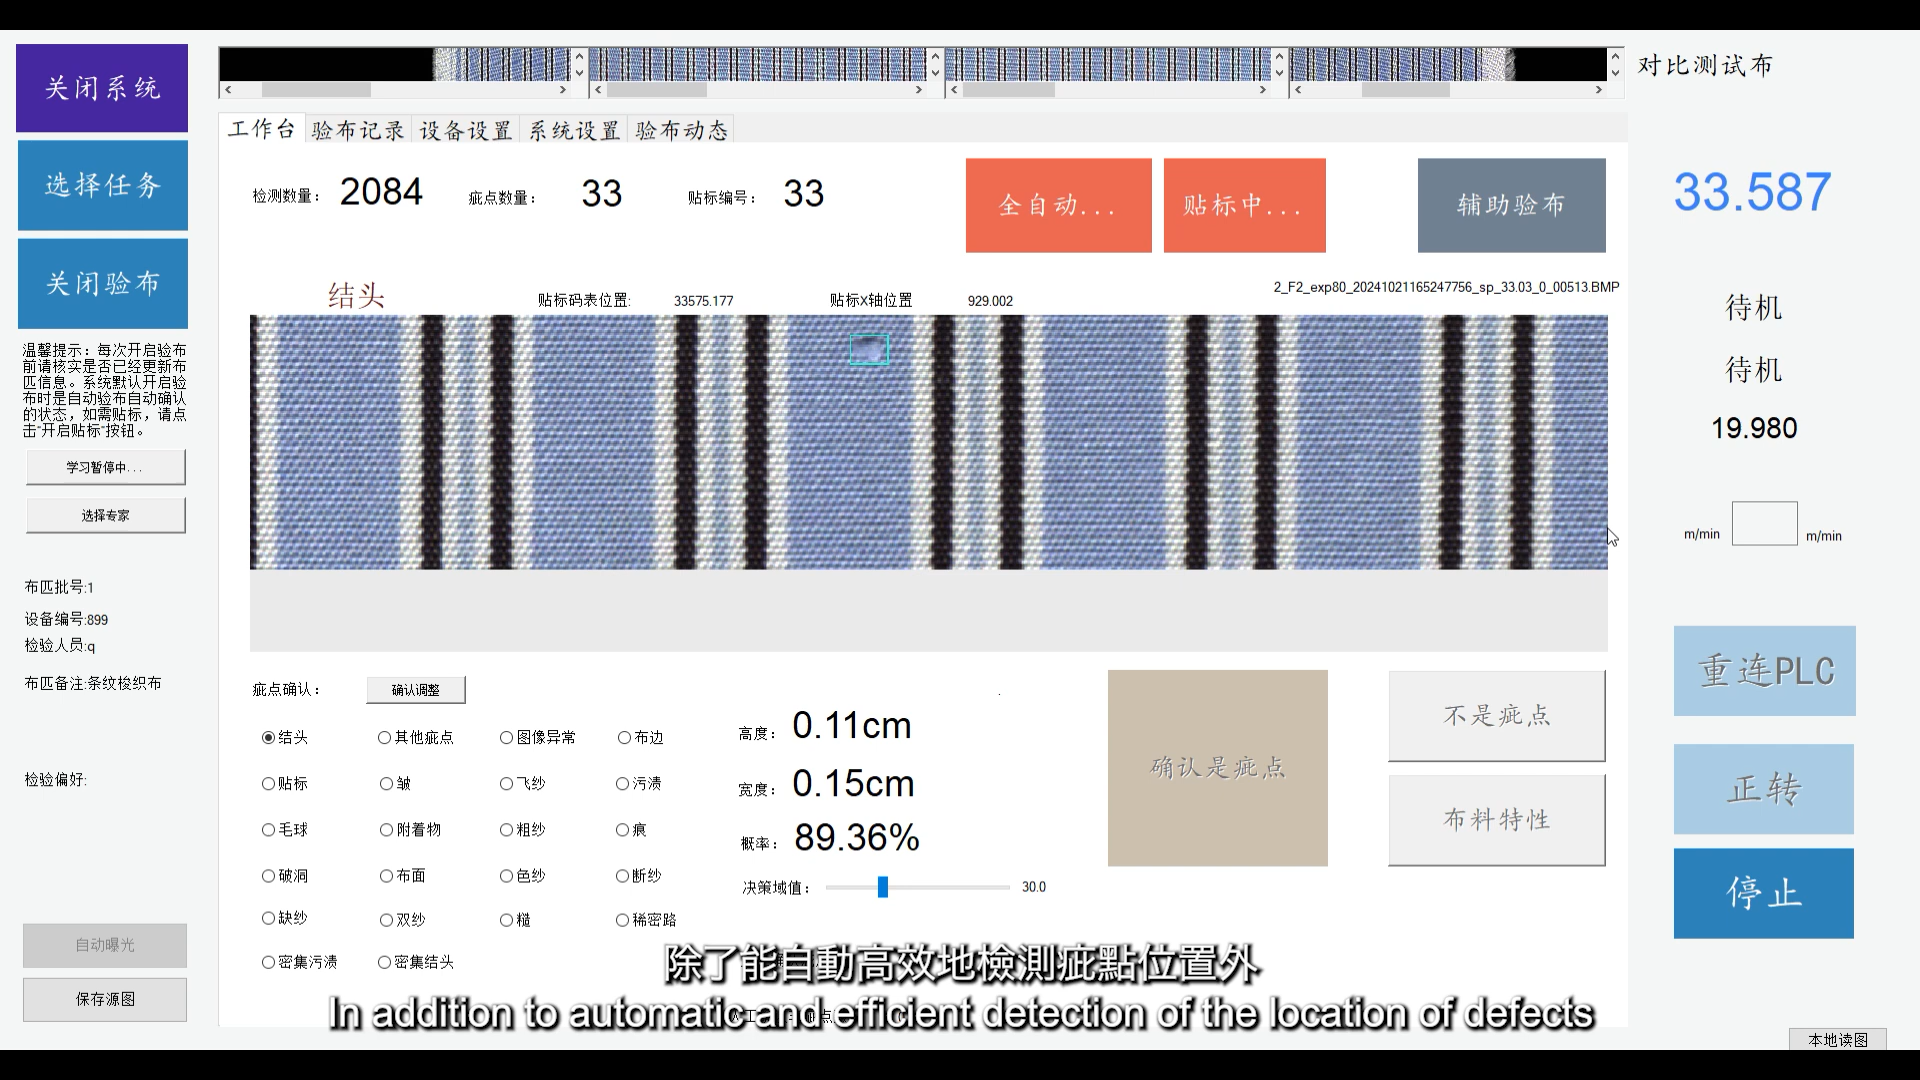 关闭系统
选择任务
关闭验布
温馨提示：每次开启验布
前请核实是否已经更新布
匹信息。系统默认开启验
布时是自动验布自动确认
的状态，如需贴标，请点
击"开启贴标"按钮。
学习暂停中...
选择专家
布匹批号:1
设备编号:899
检验人员:q
布匹备注:条纹梭织布
检验偏好:
自动曝光
保存源图
工作台 验布记录 设备设置 系统设置 验布动态
检测数量： 2084 疵点数量： 33 贴标编号： 33
全自动... 贴标中... 辅助验布
结头 贴标码表位置: 33575.177 贴标X轴位置 929.002
2_F2_exp80_20241021165247756_sp_33.03_0_00513.BMP
疵点确认： 确认调整
结头 其他疵点 图像异常 布边
贴标 皱 飞纱 污渍
毛球 附着物 粗纱 痕
破洞 布面 色纱 断纱
缺纱 双纱 糙 稀密路
密集污渍 密集结头
高度： 0.11cm
宽度： 0.15cm
概率： 89.36%
决策域值： 30.0
确认是疵点
不是疵点
布料特性
对比测试布
33.587
待机
待机
19.980
m/min m/min
重连PLC
正转
停止
本地读图
除了能自動高效地檢測疵點位置外
In addition to automatic and efficient detection of the location of defects